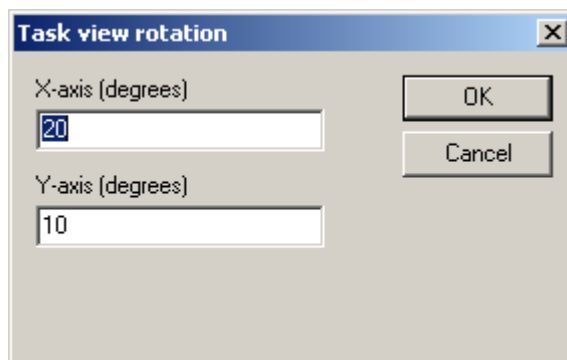 Task view rotation
X-axis (degrees)
20
OK
Cancel
Y-axis (degrees)
10